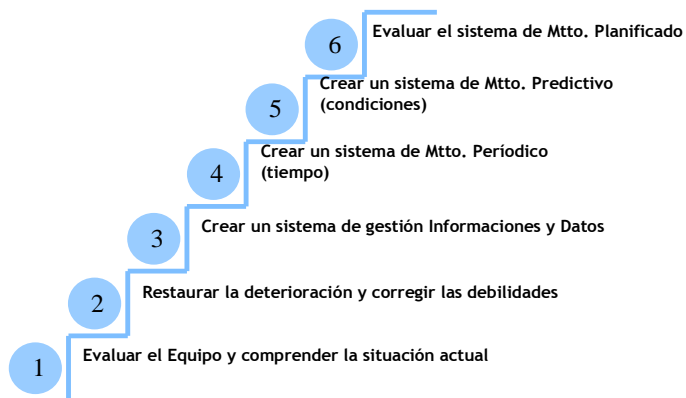 6
Evaluar el sistema de Mtto. Planificado
5
Crear un sistema de Mtto. Predictivo
(condiciones)
4
Crear un sistema de Mtto. Períodico
(tiempo)
3
Crear un sistema de gestión Informaciones y Datos
2
Restaurar la deterioración y corregir las debilidades
1
Evaluar el Equipo y comprender la situación actual